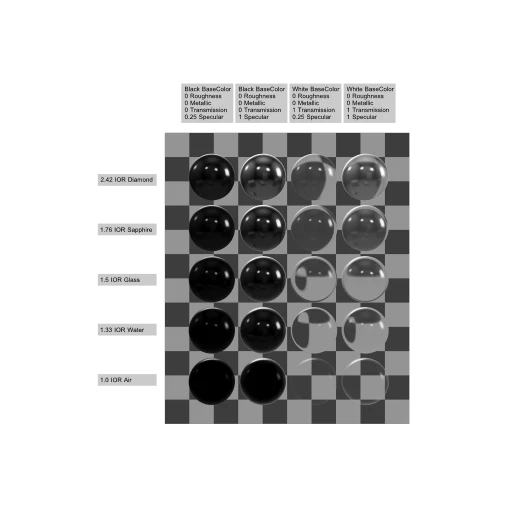 Black BaseColor
0 Roughness
0 Metallic
0 Transmission
0.25 Specular
Black BaseColor
0 Roughness
0 Metallic
0 Transmission
1 Specular
White BaseColor
0 Roughness
0 Metallic
1 Transmission
0.25 Specular
White BaseColor
0 Roughness
0 Metallic
1 Transmission
1 Specular
2.42 IOR Diamond
1.76 IOR Sapphire
1.5 IOR Glass
1.33 IOR Water
1.0 IOR Air